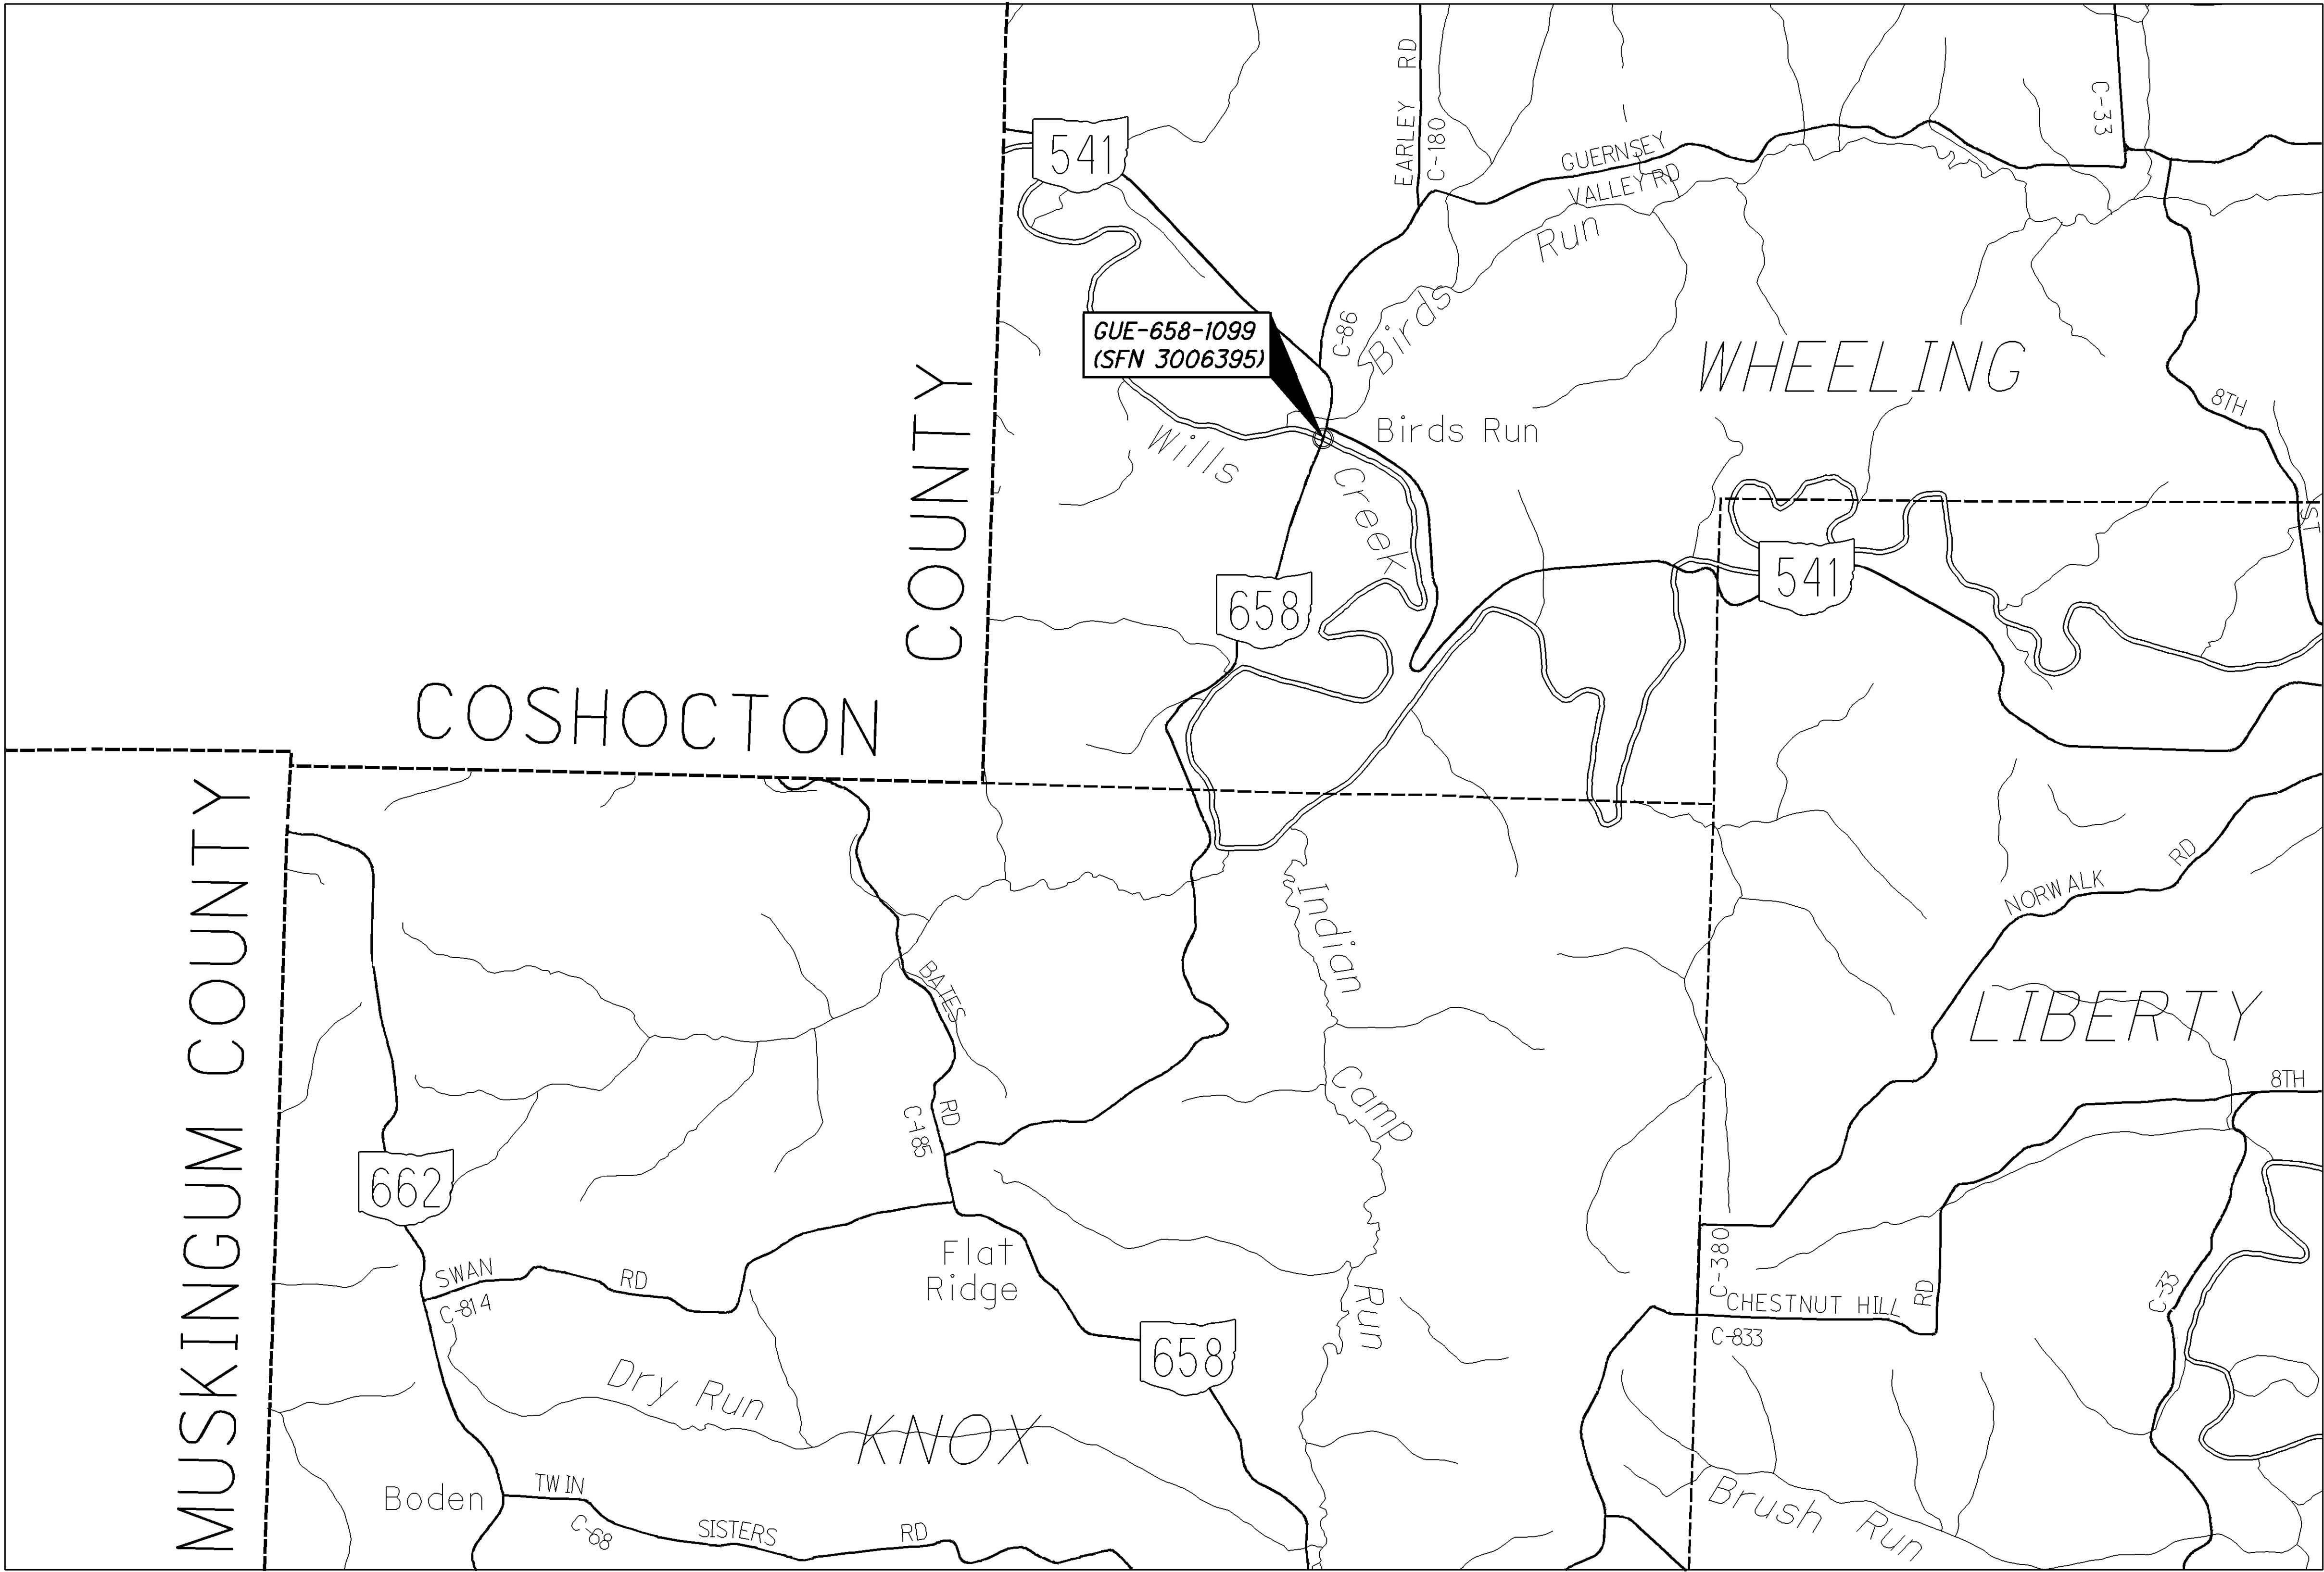 EARLEY RD
C-180
C-33
541
GUERNSEY
VALLEY RD
Birds Run
GUE-658-1099
(SFN 3006395)
C-86
WHEELING
8TH
ST
Birds Run
Wills Creek
541
658
COSHOCTON COUNTY
MUSKINGUM COUNTY
NORWALK RD
Indian Camp Run
BATES RD
C-185
LIBERTY
8TH
662
SWAN RD
C-814
Flat
Ridge
C-380
CHESTNUT HILL RD
C-833
C-33
658
Dry Run
KNOX
Boden
TWIN SISTERS RD
C-68
Brush Run